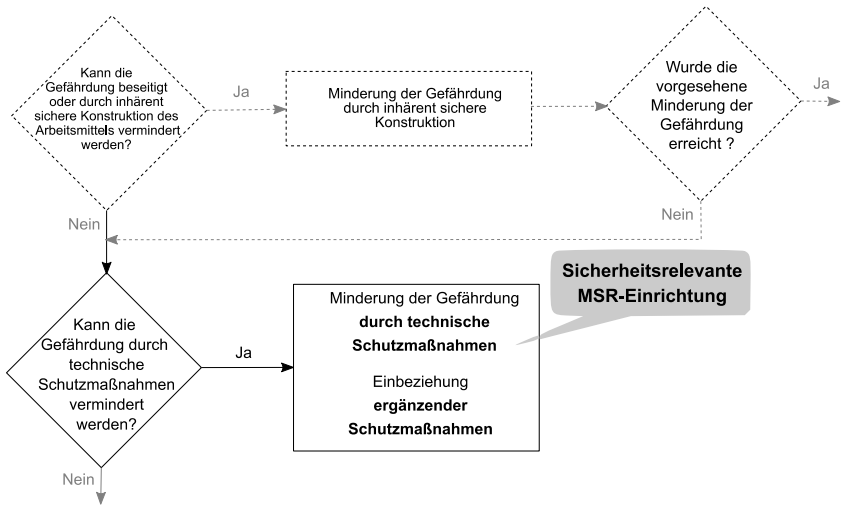 Kann die
Gefährdung beseitigt
oder durch inhärent
sichere Konstruktion des
Arbeitsmittels vermindert
werden?
Ja
Minderung der Gefährdung
durch inhärent sichere
Konstruktion
Wurde die
vorgesehene
Minderung der
Gefährdung
erreicht ?
Ja
Nein
Nein
Sicherheitsrelevante
MSR-Einrichtung
Kann die
Gefährdung durch
technische
Schutzmaßnahmen
vermindert
werden?
Ja
Minderung der Gefährdung
durch technische
Schutzmaßnahmen
Einbeziehung
ergänzender
Schutzmaßnahmen
Nein